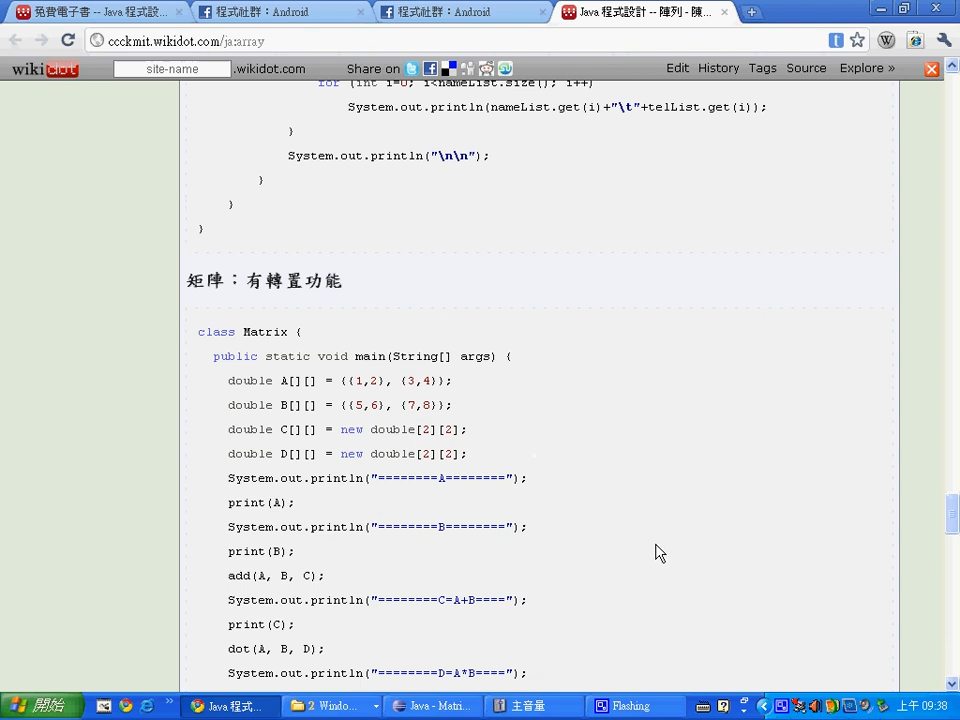 免費電子書 -- Java 程式設...
程式社群：Android
程式社群：Android
Java 程式設計 -- 陣列 - 陳...
ccckmit.wikidot.com/ja:array
wikidot
site-name
.wikidot.com
Share on
Edit
History
Tags
Source
Explore »
for (int i=0; i<nameList.size(); i++)
System.out.println(nameList.get(i)+"\t"+telList.get(i));
}
System.out.println("\n\n");
}
}
}
矩陣：有轉置功能
class Matrix {
public static void main(String[] args) {
double A[][] = {{1,2}, {3,4}};
double B[][] = {{5,6}, {7,8}};
double C[][] = new double[2][2];
double D[][] = new double[2][2];
System.out.println("========A========");
print(A);
System.out.println("========B========");
print(B);
add(A, B, C);
System.out.println("========C=A+B====");
print(C);
dot(A, B, D);
System.out.println("========D=A*B====");
開始
Java 程式...
2 Windo...
Java - Matri...
主音量
Flashing
上午 09:38